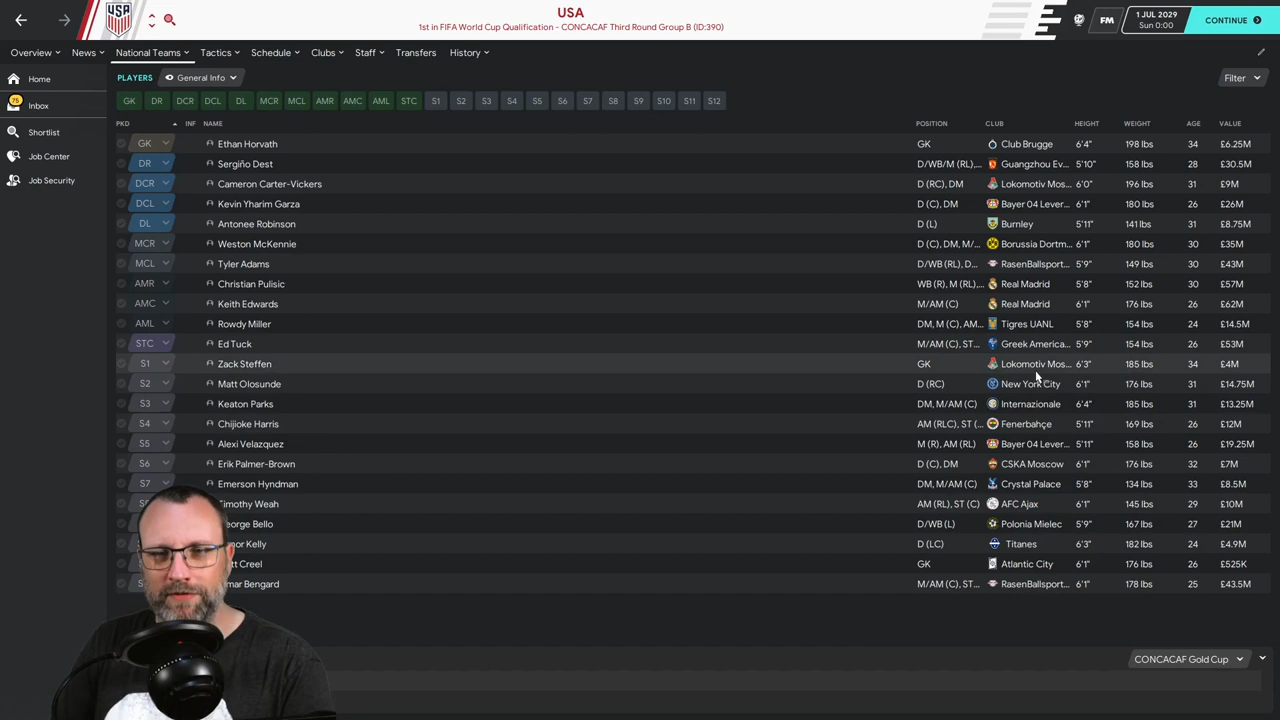 USA
1st in FIFA World Cup Qualification - CONCACAF Third Round Group B (ID:390)
FM
1 JUL 2029
Sun 0:00
CONTINUE
Overview News National Teams Tactics Schedule Clubs Staff Transfers History
Home
75
Inbox
Shortlist
Job Center
Job Security
PLAYERS General Info Filter
GK DR DCR DCL DL MCR MCL AMR AMC AML STC S1 S2 S3 S4 S5 S6 S7 S8 S9 S10 S11 S12
PKD INF NAME POSITION CLUB HEIGHT WEIGHT AGE VALUE
GK Ethan Horvath GK Club Brugge 6'4" 198 lbs 34 £6.25M
DR Sergiño Dest D/WB/M (RL),... Guangzhou Ev... 5'10" 158 lbs 28 £30.5M
DCR Cameron Carter-Vickers D (RC), DM Lokomotiv Mos... 6'0" 196 lbs 31 £9M
DCL Kevin Yharim Garza D (C), DM Bayer 04 Lever... 6'1" 180 lbs 26 £26M
DL Antonee Robinson D (L) Burnley 5'11" 141 lbs 31 £8.75M
MCR Weston McKennie D (C), DM, M/... Borussia Dortm... 6'1" 180 lbs 30 £35M
MCL Tyler Adams D/WB (RL), D... RasenBallsport... 5'9" 149 lbs 30 £43M
AMR Christian Pulisic WB (R), M (RL),... Real Madrid 5'8" 152 lbs 30 £57M
AMC Keith Edwards M/AM (C) Real Madrid 6'1" 176 lbs 26 £62M
AML Rowdy Miller DM, M (C), AM... Tigres UANL 5'8" 154 lbs 24 £14.5M
STC Ed Tuck M/AM (C), ST... Greek America... 5'9" 154 lbs 26 £53M
S1 Zack Steffen GK Lokomotiv Mos... 6'3" 185 lbs 34 £4M
S2 Matt Olosunde D (RC) New York City 6'1" 176 lbs 31 £14.75M
S3 Keaton Parks DM, M/AM (C) Internazionale 6'4" 185 lbs 31 £13.25M
S4 Chijioke Harris AM (RLC), ST (... Fenerbahçe 5'11" 169 lbs 26 £12M
S5 Alexi Velazquez M (R), AM (RL) Bayer 04 Lever... 5'11" 158 lbs 26 £19.25M
S6 Erik Palmer-Brown D (C), DM CSKA Moscow 6'1" 176 lbs 32 £7M
S7 Emerson Hyndman DM, M/AM (C) Crystal Palace 5'8" 134 lbs 33 £8.5M
Timothy Weah AM (RL), ST (C) AFC Ajax 6'1" 145 lbs 29 £10M
George Bello D/WB (L) Polonia Mielec 5'9" 167 lbs 27 £21M
Kelly D (LC) Titanes 6'3" 182 lbs 24 £4.9M
Creel GK Atlantic City 6'1" 176 lbs 26 £525K
Bengard M/AM (C), ST... RasenBallsport... 6'1" 178 lbs 25 £43.5M
CONCACAF Gold Cup